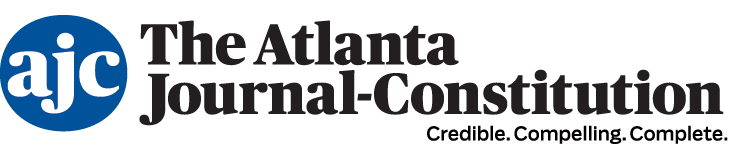 ajc
The Atlanta
Journal-Constitution
Credible. Compelling. Complete.